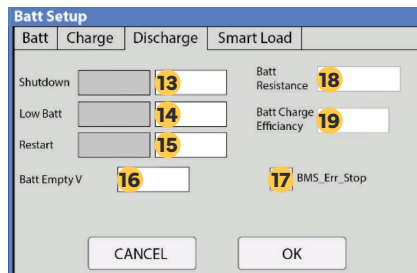 Batt Setup
Batt Charge Discharge Smart Load
Shutdown 13
Batt Resistance 18
Low Batt 14
Batt Charge Efficiancy 19
Restart 15
Batt Empty V 16
17 BMS_Err_Stop
CANCEL OK